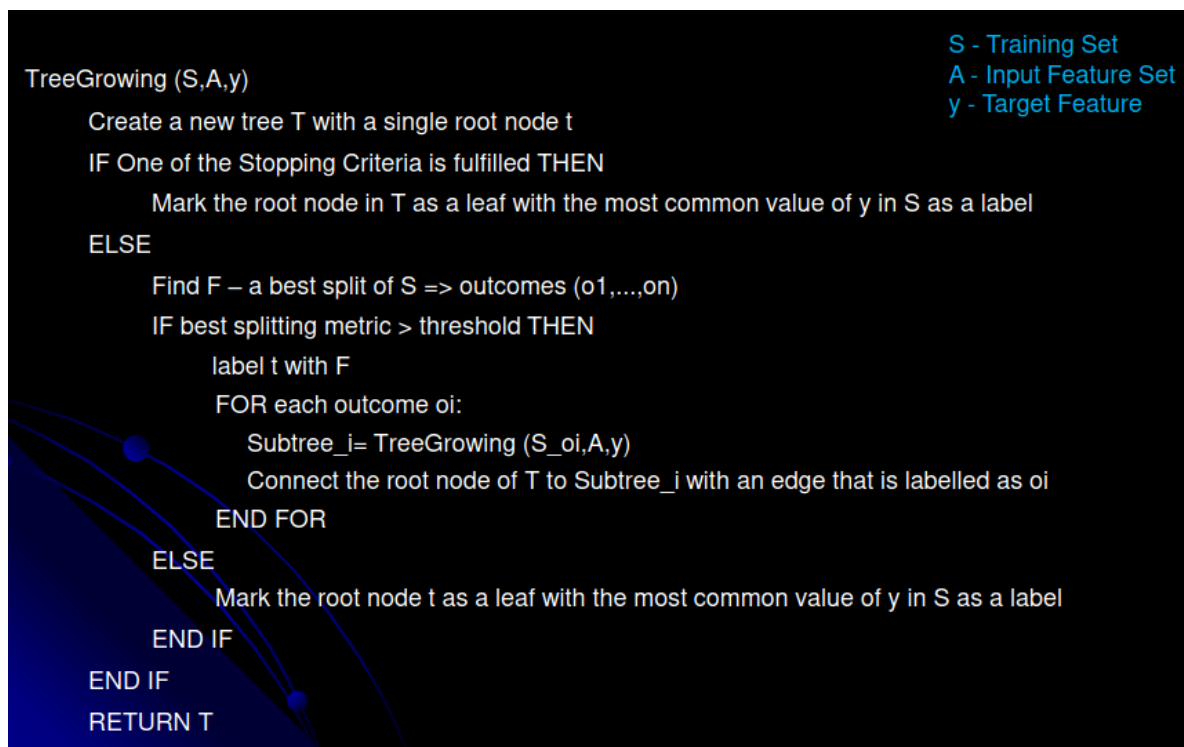 S - Training Set
A - Input Feature Set
y - Target Feature
TreeGrowing (S,A,y)
Create a new tree T with a single root node t
IF One of the Stopping Criteria is fulfilled THEN
Mark the root node in T as a leaf with the most common value of y in S as a label
ELSE
Find F – a best split of S => outcomes (o1,...,on)
IF best splitting metric > threshold THEN
label t with F
FOR each outcome oi:
Subtree_i= TreeGrowing (S_oi,A,y)
Connect the root node of T to Subtree_i with an edge that is labelled as oi
END FOR
ELSE
Mark the root node t as a leaf with the most common value of y in S as a label
END IF
END IF
RETURN T